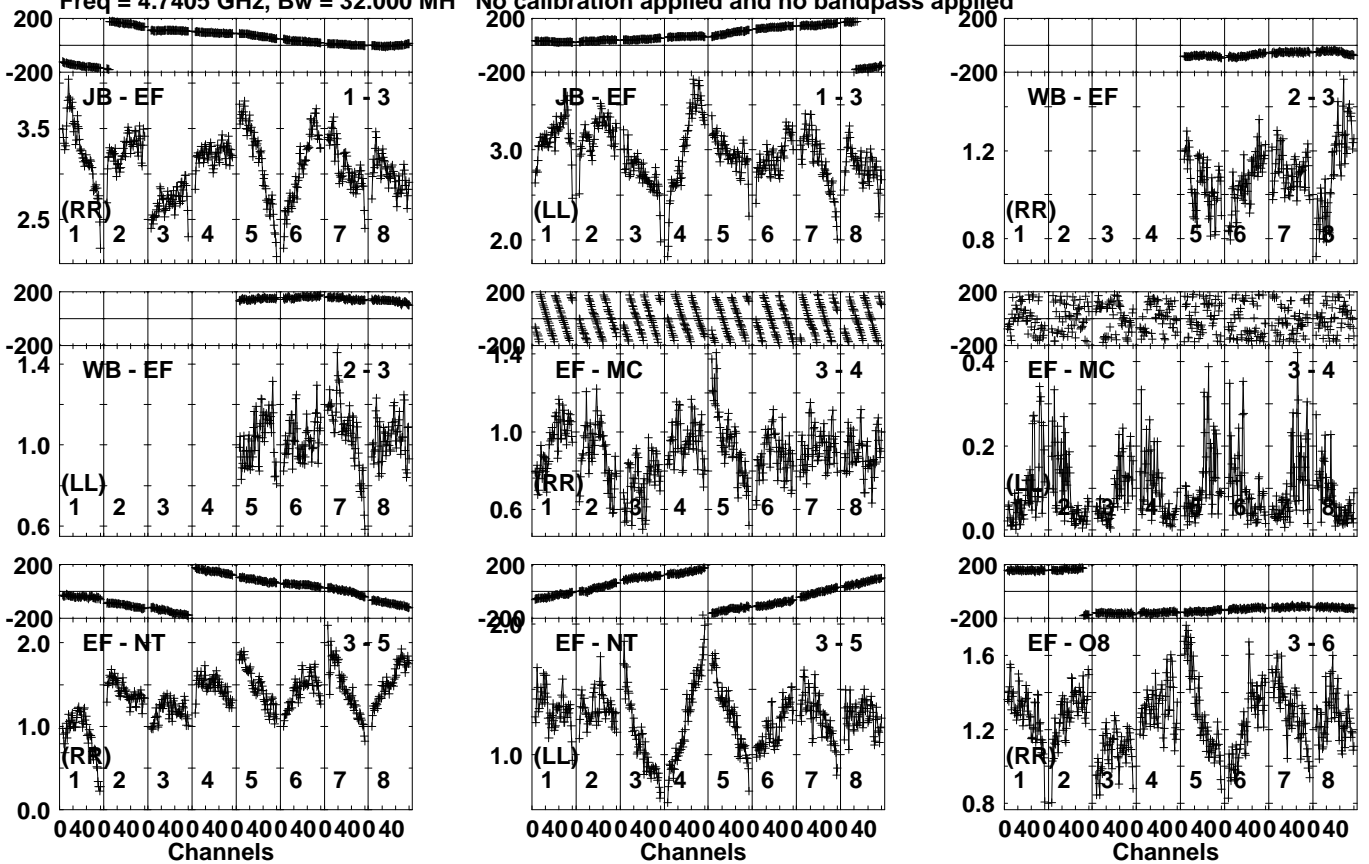 Freq = 4.7405 GHz, Bw = 32.000 MH No calibration applied and no bandpass applied
200
-200
JB - EF
1 - 3
3.5
2.5
(RR)
1 2 3 4 5 6 7 8
200
-200
JB - EF
1 - 3
3.0
2.0
(LL)
1 2 3 4 5 6 7 8
200
-200
WB - EF
2 - 3
1.2
0.8
(RR)
1 2 3 4 5 6 7 8
200
-200
WB - EF
2 - 3
1.4
1.0
0.6
(LL)
1 2 3 4 5 6 7 8
200
-200
EF - MC
3 - 4
1.4
1.0
0.6
(RR)
1 2 3 4 5 6 7 8
200
-200
EF - MC
3 - 4
0.4
0.2
0.0
(LL)
1 2 3 4 5 6 7 8
200
-200
EF - NT
3 - 5
2.0
1.0
0.0
(RR)
1 2 3 4 5 6 7 8
0 40 0 40 0 40 0 40 0 40 0 40 0 40 0 40
Channels
200
-200
EF - NT
3 - 5
2.0
1.0
(LL)
1 2 3 4 5 6 7 8
0 40 0 40 0 40 0 40 0 40 0 40 0 40 0 40
Channels
200
-200
EF - O8
3 - 6
1.6
1.2
0.8
(RR)
1 2 3 4 5 6 7 8
0 40 0 40 0 40 0 40 0 40 0 40 0 40 0 40
Channels